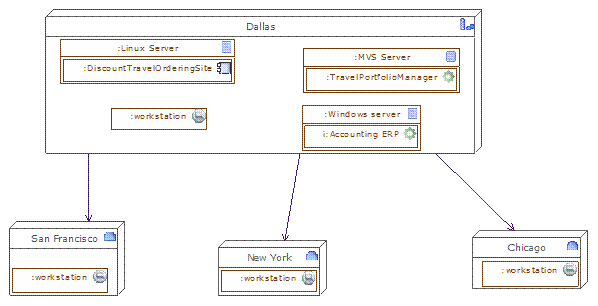 Dallas
:Linux Server
:DiscountTravelOrderingSite
:MVS Server
:TravelPortfolioManager
:workstation
:Windows server
i:Accounting ERP
San Francisco
:workstation
New York
:workstation
Chicago
:workstation